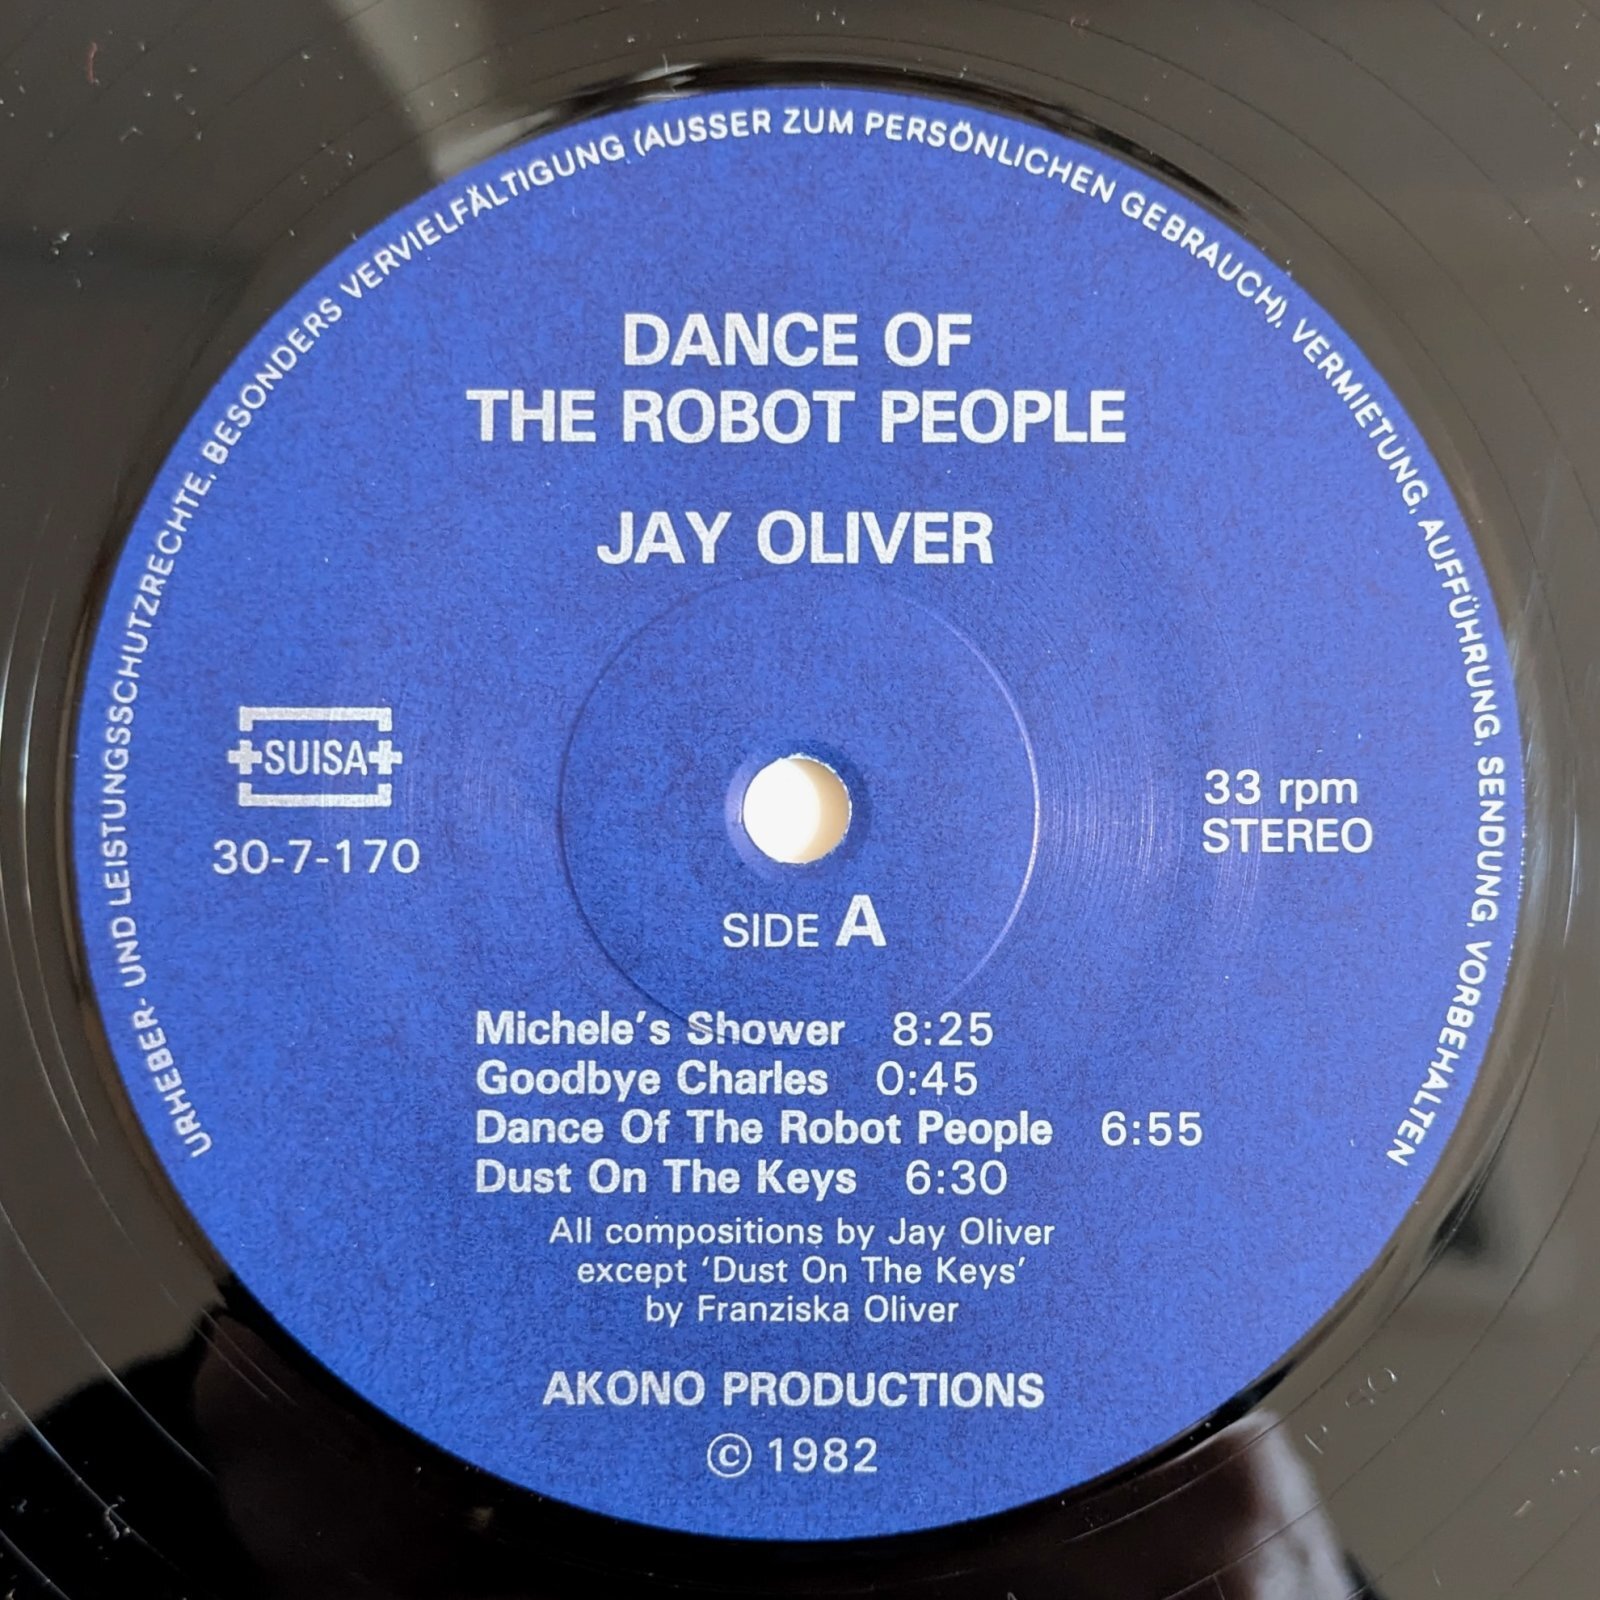 URHEBER- UND LEISTUNGSSCHUTZRECHTE, BESONDERS VERVIELFÄLTIGUNG (AUSSER ZUM PERSÖNLICHEN GEBRAUCH), VERMIETUNG, AUFFÜHRUNG, SENDUNG, VORBEHALTEN
DANCE OF
THE ROBOT PEOPLE
JAY OLIVER
SUISA
30-7-170
33 rpm
STEREO
SIDE A
Michele's Shower 8:25
Goodbye Charles 0:45
Dance Of The Robot People 6:55
Dust On The Keys 6:30
All compositions by Jay Oliver
except 'Dust On The Keys'
by Franziska Oliver
AKONO PRODUCTIONS
© 1982